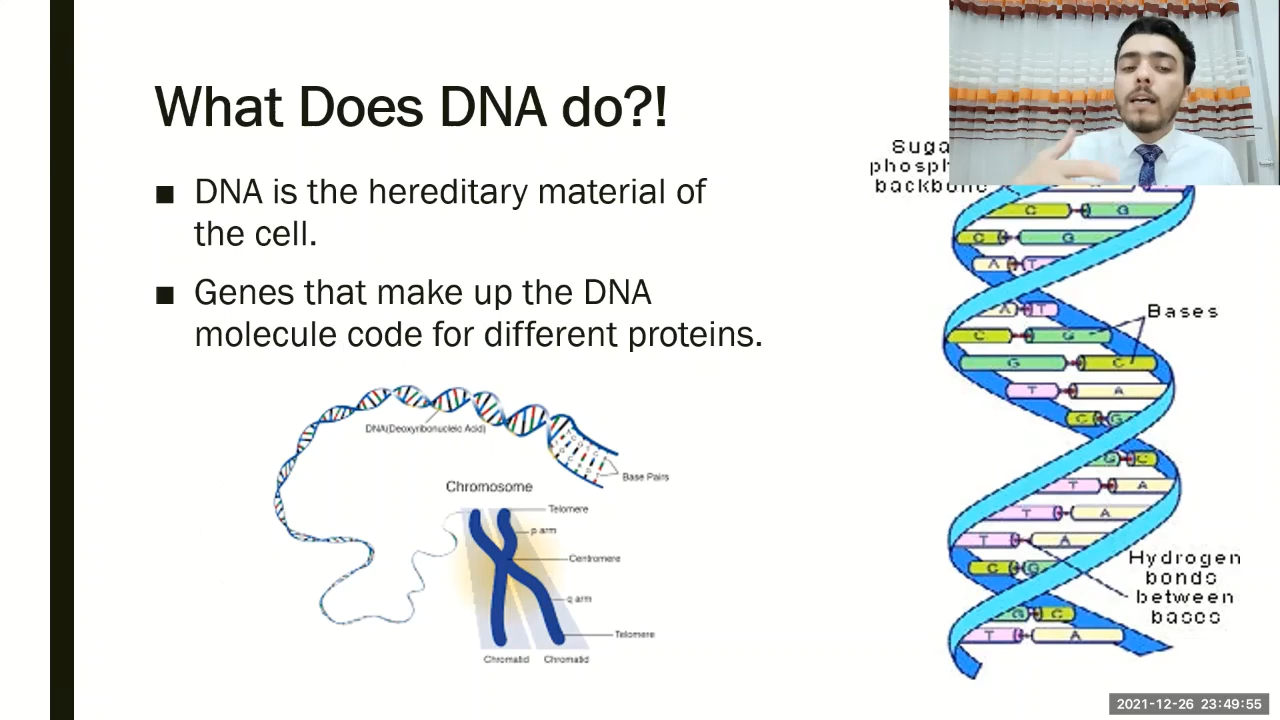 What Does DNA do?!
■ DNA is the hereditary material of
the cell.
■ Genes that make up the DNA
molecule code for different proteins.
DNA(Deoxyribonucleic Acid)
Base Pairs
Chromosome
Telomere
p arm
Centromere
q arm
Telomere
Chromatid Chromatid
backbone
C G
C G
A T
A T
C G
Bases
G C
T A
C G
G C
T A
T A
T A
C G
Hydrogen
bonds
between
bases
G C
T A
2021-12-26 23:49:55